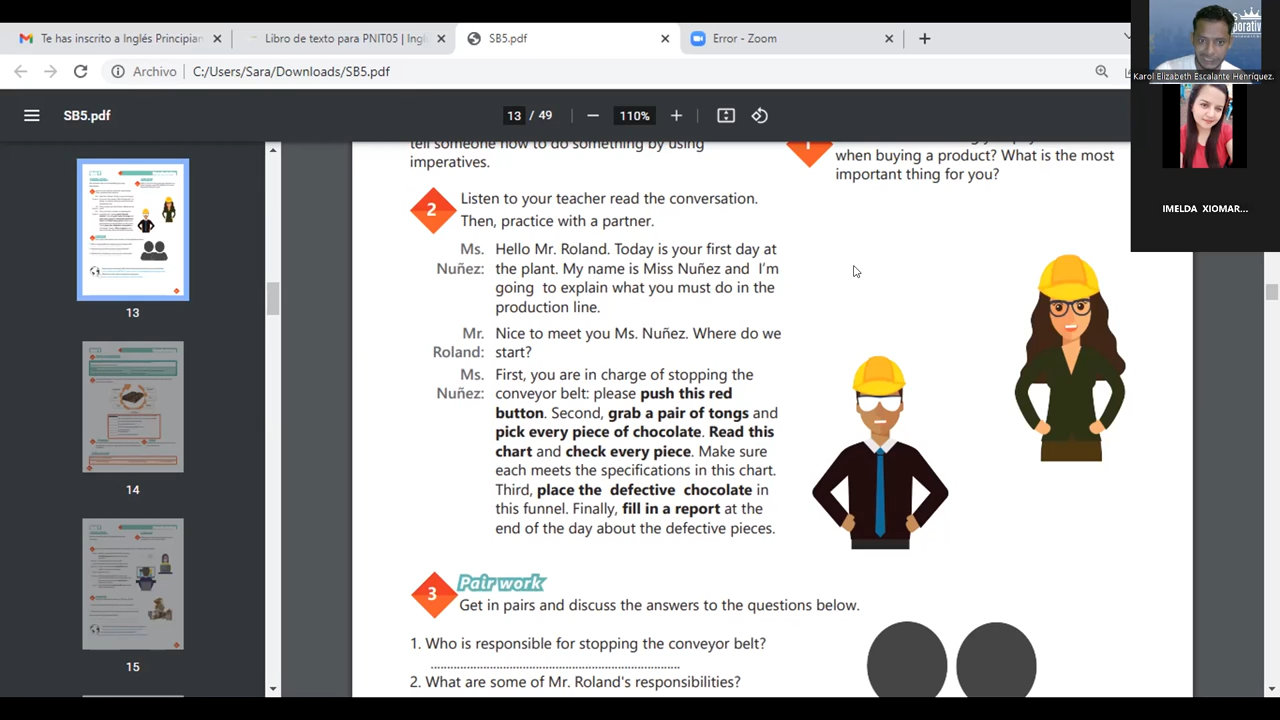 Te has inscrito a Inglés Principian
Libro de texto para PNIT05 | Ingl
SB5.pdf
Error - Zoom
Archivo
C:/Users/Sara/Downloads/SB5.pdf
SB5.pdf
13 / 49
110%
Karol Elizabeth Escalante Henríquez.
IMELDA XIOMAR...
13
14
15
tell someone how to do something by using
imperatives.
when buying a product? What is the most
important thing for you?
2
Listen to your teacher read the conversation.
Then, practice with a partner.
Ms. Nuñez: Hello Mr. Roland. Today is your first day at
the plant. My name is Miss Nuñez and I'm
going to explain what you must do in the
production line.
Mr. Roland: Nice to meet you Ms. Nuñez. Where do we
start?
Ms. Nuñez: First, you are in charge of stopping the
conveyor belt: please push this red
button. Second, grab a pair of tongs and
pick every piece of chocolate. Read this
chart and check every piece. Make sure
each meets the specifications in this chart.
Third, place the defective chocolate in
this funnel. Finally, fill in a report at the
end of the day about the defective pieces.
3
Pair work
Get in pairs and discuss the answers to the questions below.
1. Who is responsible for stopping the conveyor belt?
2. What are some of Mr. Roland's responsibilities?